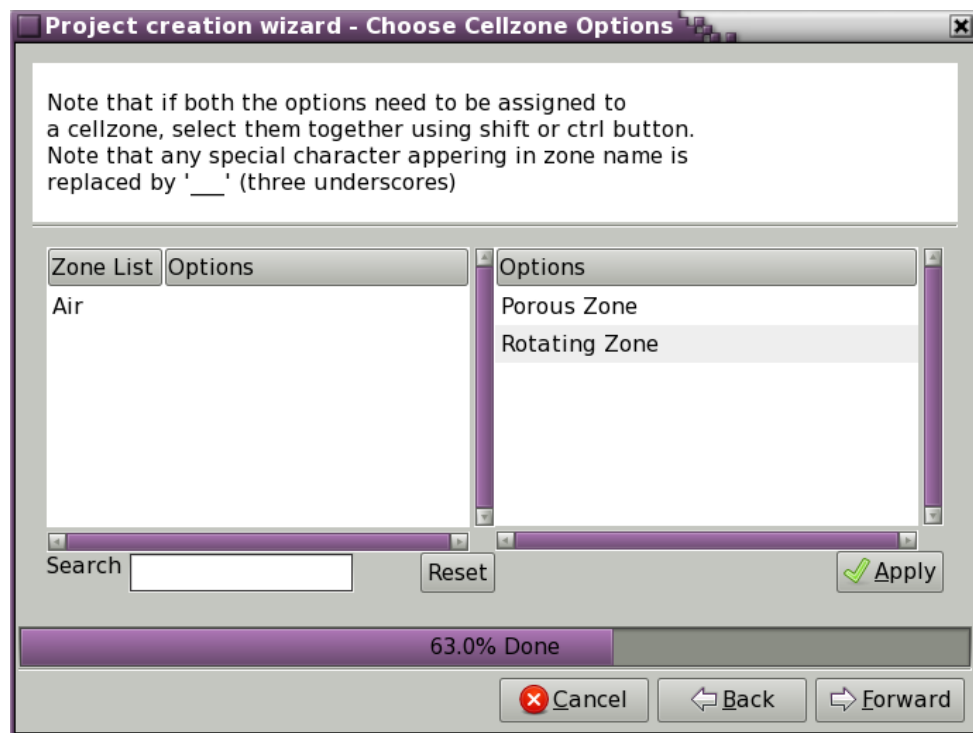 Project creation wizard - Choose Cellzone Options
Note that if both the options need to be assigned to
a cellzone, select them together using shift or ctrl button.
Note that any special character appering in zone name is
replaced by '___' (three underscores)
Zone List Options
Air
Options
Porous Zone
Rotating Zone
Search
Reset
Apply
63.0% Done
Cancel
Back
Forward